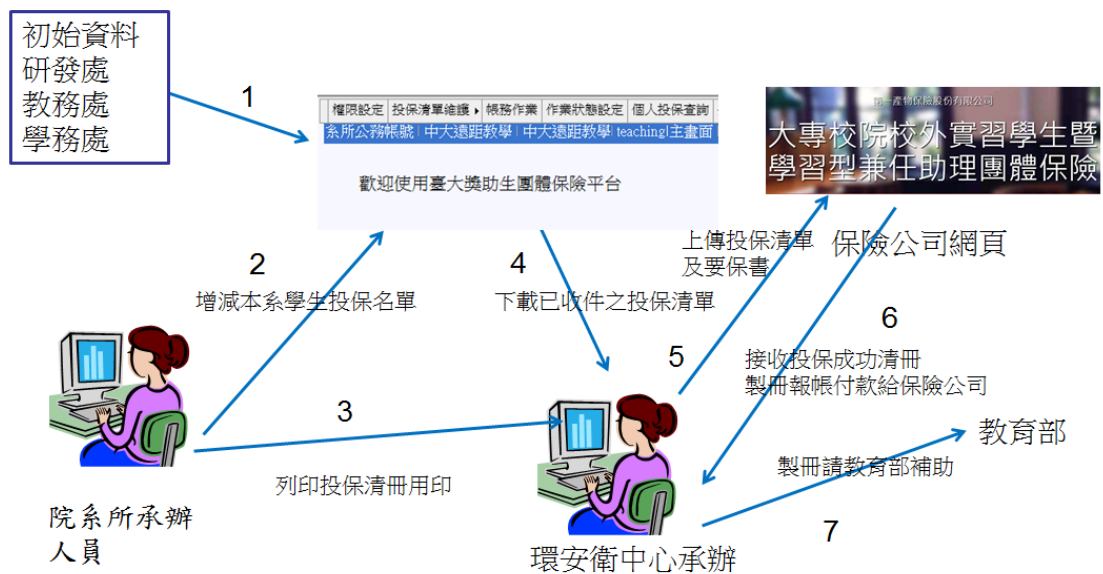 初始資料
研發處
教務處
學務處
1
權限設定 投保清單維護 帳務作業 作業狀態設定 個人投保查詢
系所公務帳號 | 中大遠距教學 | 中大遠距教學| teaching|主畫面
歡迎使用臺大獎助生團體保險平台
產物保險股份有限公司
大專校院校外實習學生暨
學習型兼任助理團體保險
保險公司網頁
上傳投保清單
及要保書
2
增減本系學生投保名單
4
下載已收件之投保清單
6
接收投保成功清冊
製冊報帳付款給保險公司
5
3
列印投保清冊用印
教育部
製冊請教育部補助
7
院系所承辦
人員
環安衛中心承辦